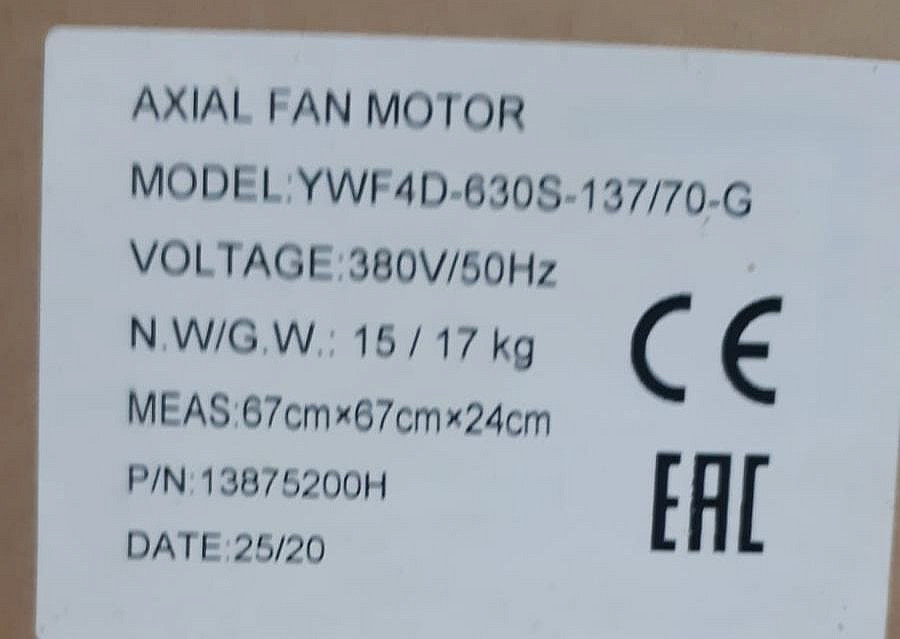 AXIAL FAN MOTOR
MODEL:YWF4D-630S-137/70-G
VOLTAGE:380V/50Hz
N.W/G.W.: 15 / 17 kg
MEAS:67cm×67cm×24cm
P/N:13875200H
DATE:25/20
CE
EAC